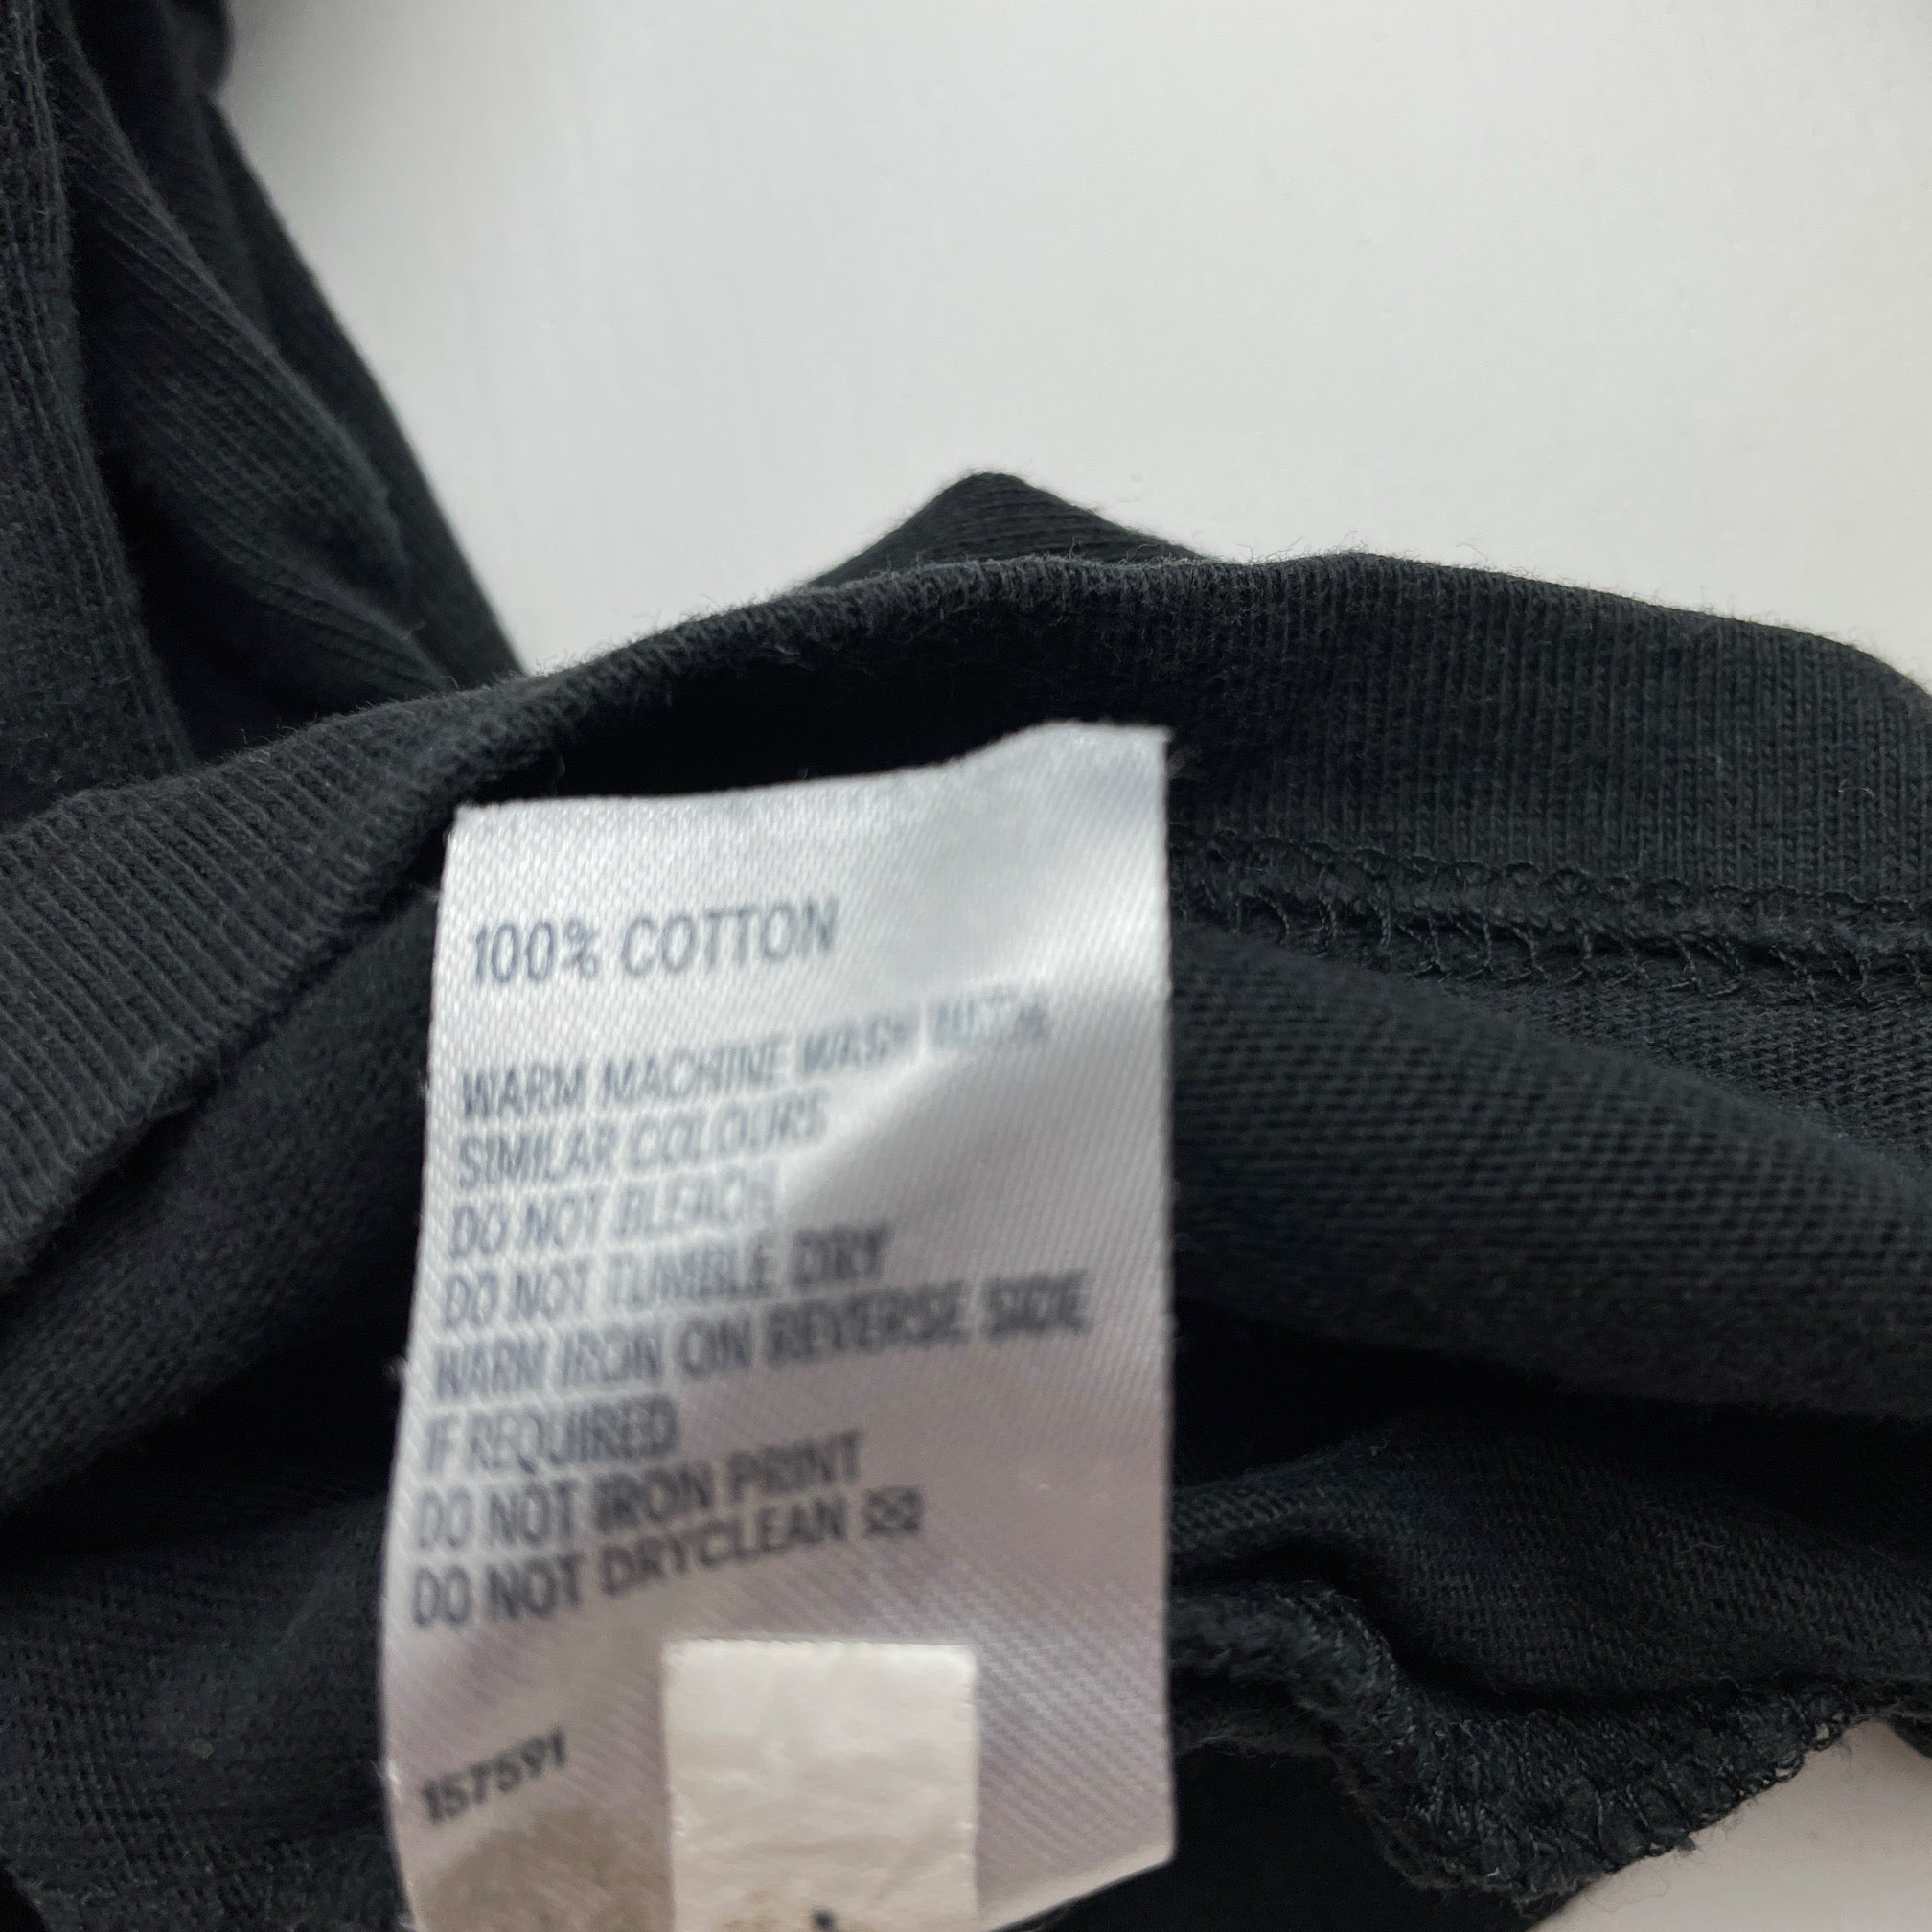 100% COTTON
WARM MACHINE WASH WITH
SIMILAR COLOURS
DO NOT BLEACH
DO NOT TUMBLE DRY
WARM IRON ON REVERSE SIDE
IF REQUIRED
DO NOT IRON PRINT
DO NOT DRYCLEAN
157591